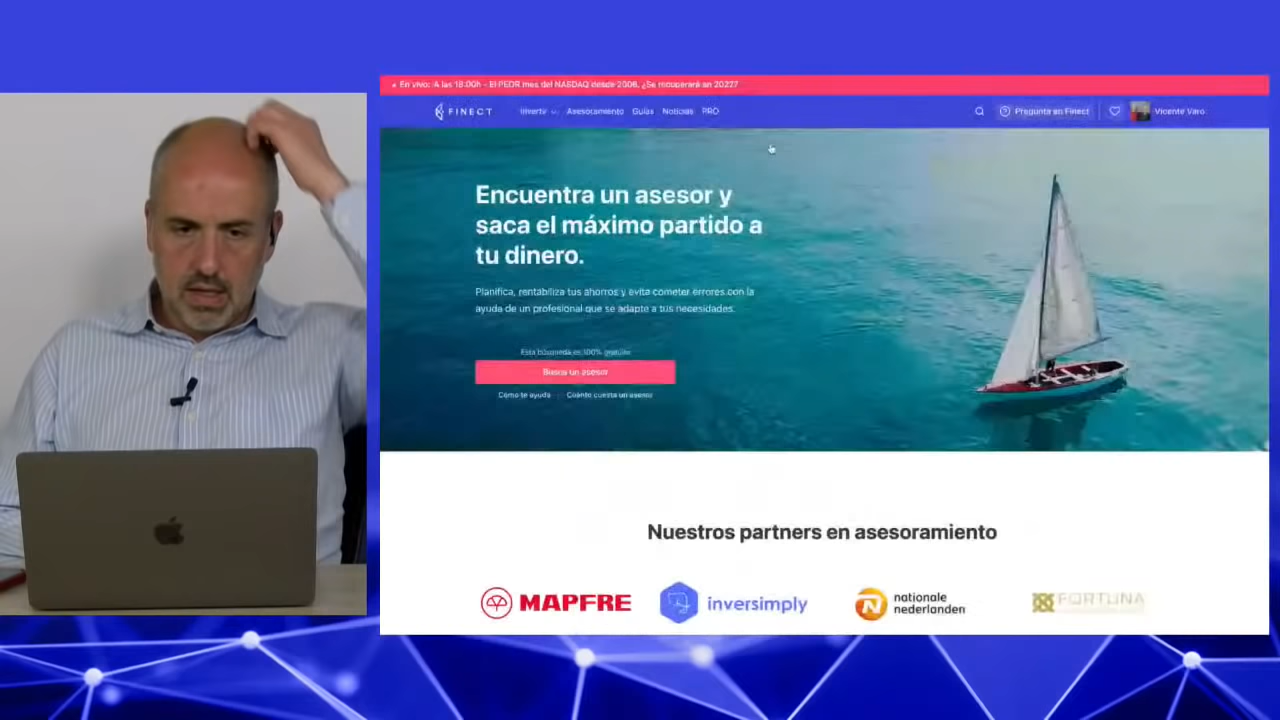 En vivo: A las 18:00h - El PEOR mes del NASDAQ desde 2008, ¿Se recuperará en 2022?
FINECT
Invertir
Asesoramiento
Guías
Noticias
PRO
Pregunta en Finect
Vicente Varo
Encuentra un asesor y
saca el máximo partido a
tu dinero.
Planifica, rentabiliza tus ahorros y evita cometer errores con la
ayuda de un profesional que se adapte a tus necesidades.
Esta búsqueda es 100% gratuita
Busca un asesor
Cómo te ayuda
Cuánto cuesta un asesor
Nuestros partners en asesoramiento
MAPFRE
inversimply
nationale
nederlanden
FORTUNA